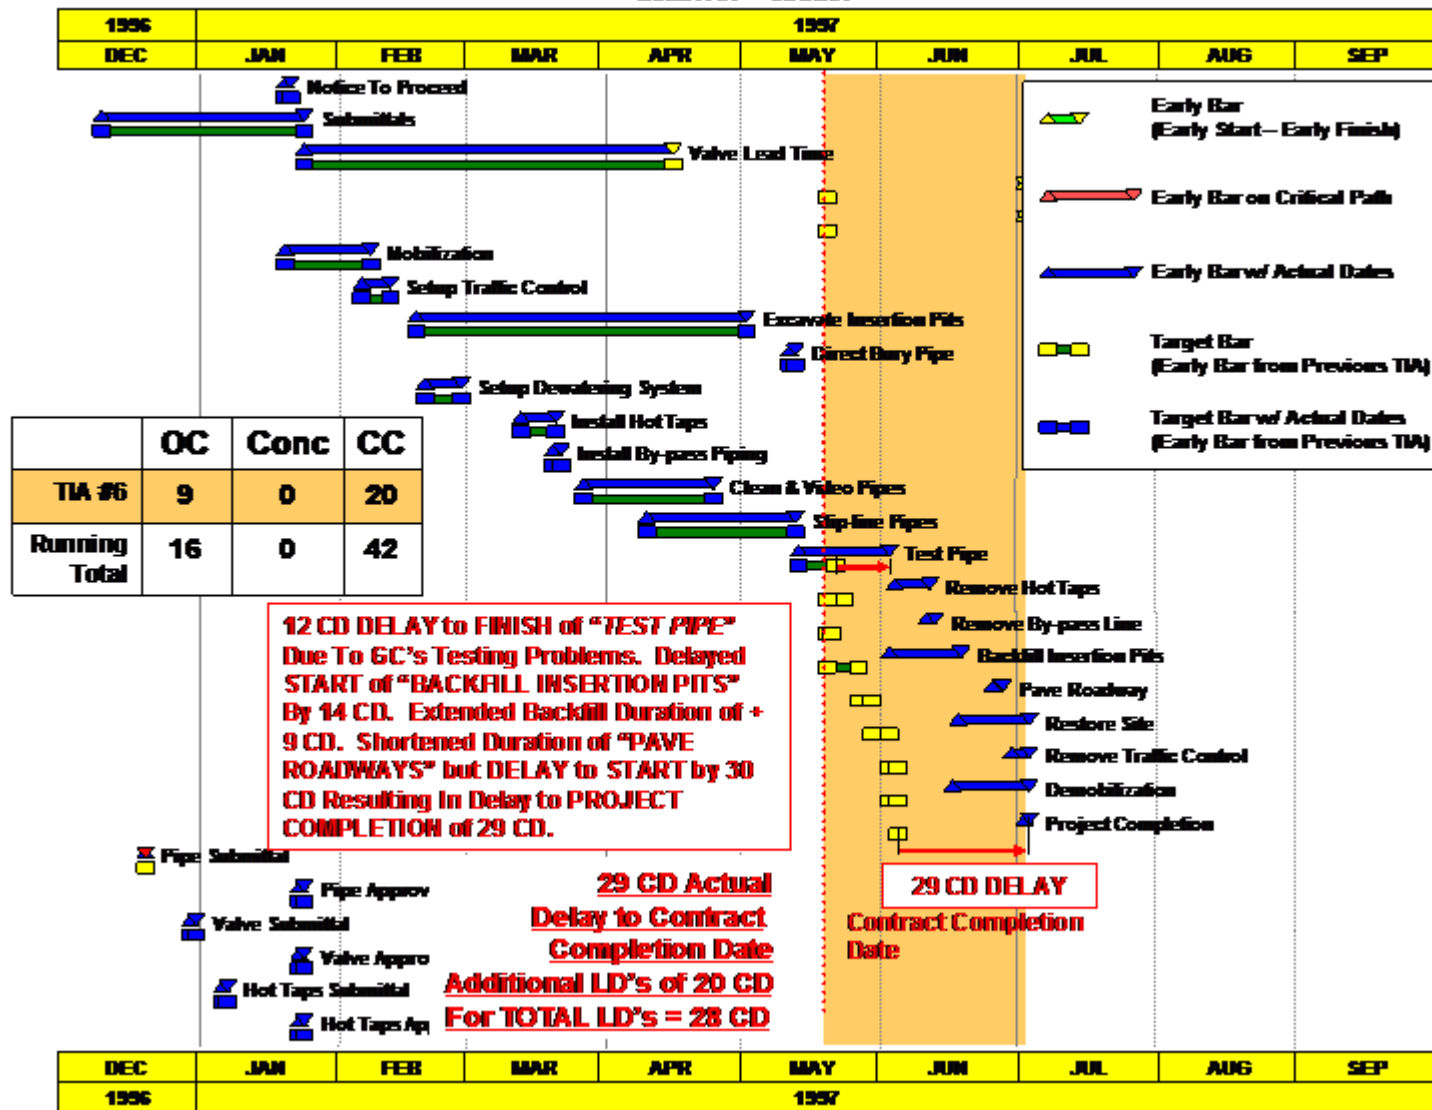 1996 1997
DEC JAN FEB MAR APR MAY JUN JUL AUG SEP
Notice To Proceed
Submittals
Valve Lead Time
Mobilization
Setup Traffic Control
Excavate Insertion Pits
Direct Bury Pipe
Setup Dewatering System
Install Hot Taps
Install By-pass Piping
Clean & Video Pipes
Slip-line Pipes
Test Pipe
Remove Hot Taps
Remove By-pass Line
Backfill Insertion Pits
Pave Roadway
Restore Site
Remove Traffic Control
Demobilization
Project Completion
Pipe Submittal
Pipe Approv
Valve Submittal
Valve Appro
Hot Taps Submittal
Hot Taps Ap
Early Bar
(Early Start – Early Finish)
Early Bar on Critical Path
Early Bar w/ Actual Dates
Target Bar
(Early Bar from Previous TIA)
Target Bar w/ Actual Dates
(Early Bar from Previous TIA)
OC Conc CC
TIA #6 9 0 20
Running 16 0 42
Total
12 CD DELAY to FINISH of "TEST PIPE"
Due To GC's Testing Problems. Delayed
START of "BACKFILL INSERTION PITS"
By 14 CD. Extended Backfill Duration of +
9 CD. Shortened Duration of "PAVE
ROADWAYS" but DELAY to START by 30
CD Resulting In Delay to PROJECT
COMPLETION of 29 CD.
29 CD Actual
Delay to Contract
Completion Date
Additional LD's of 20 CD
For TOTAL LD's = 28 CD
29 CD DELAY
Contract Completion
Date
DEC JAN FEB MAR APR MAY JUN JUL AUG SEP
1996 1997